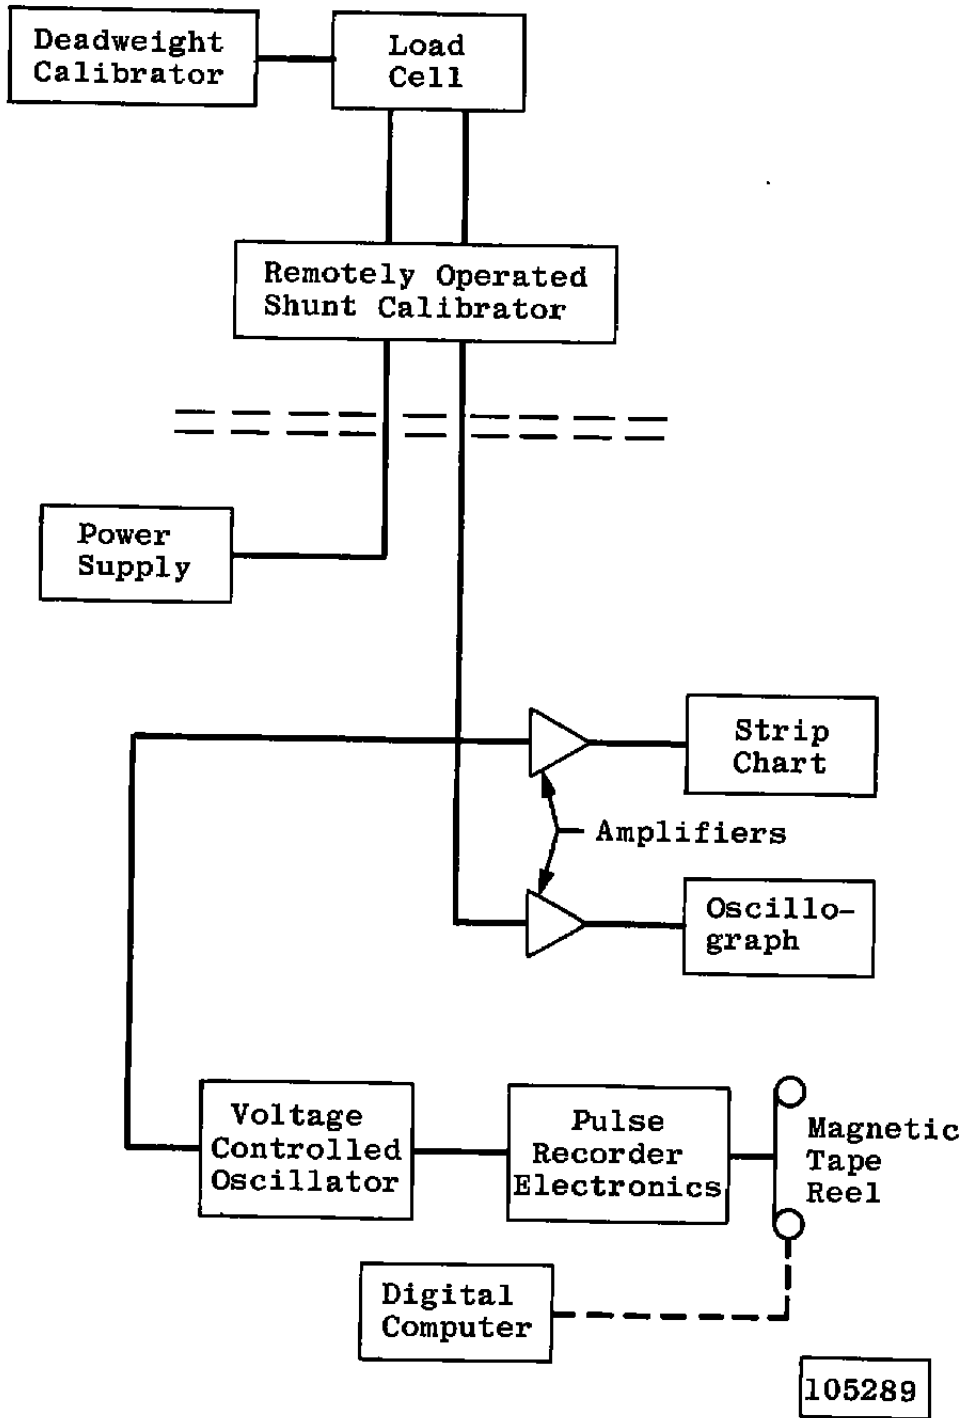 Deadweight
Calibrator
Load
Cell
Remotely Operated
Shunt Calibrator
Power
Supply
Strip
Chart
Amplifiers
Oscillo-
graph
Voltage
Controlled
Oscillator
Pulse
Recorder
Electronics
Magnetic
Tape
Reel
Digital
Computer
105289